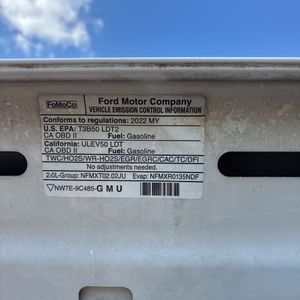 FoMoCo
Ford Motor Company
VEHICLE EMISSION CONTROL INFORMATION
Conforms to regulations: 2022 MY
U.S. EPA: T3B50 LDT2
CA OBD II Fuel: Gasoline
California: ULEV50 LDT
CA OBD II Fuel: Gasoline
TWC/HO2S/WR-HO2S/EGR/EGRC/CAC/TC/DFI
No adjustments needed.
2.0L-Group: NFMXT02.02JU Evap: NFMXR0135NDF
NW7E-9C485-GMU